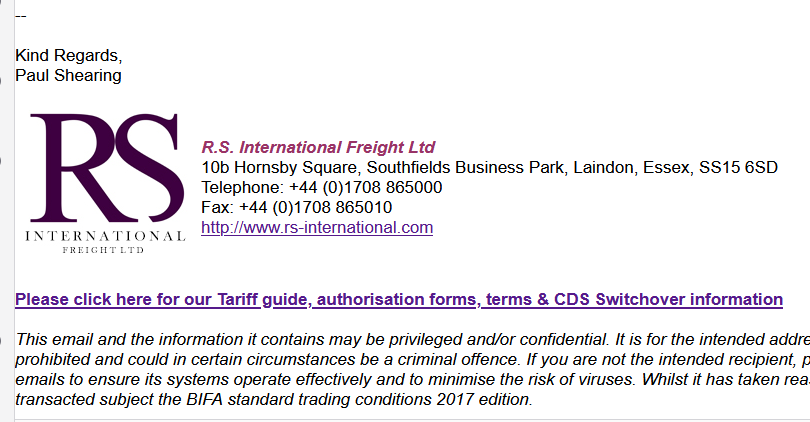 --
Kind Regards,
Paul Shearing
RS
INTERNATIONAL
FREIGHT LTD
R.S. International Freight Ltd
10b Hornsby Square, Southfields Business Park, Laindon, Essex, SS15 6SD
Telephone: +44 (0)1708 865000
Fax: +44 (0)1708 865010
http://www.rs-international.com
Please click here for our Tariff guide, authorisation forms, terms & CDS Switchover information
This email and the information it contains may be privileged and/or confidential. It is for the intended addre
prohibited and could in certain circumstances be a criminal offence. If you are not the intended recipient, p
emails to ensure its systems operate effectively and to minimise the risk of viruses. Whilst it has taken rea
transacted subject the BIFA standard trading conditions 2017 edition.